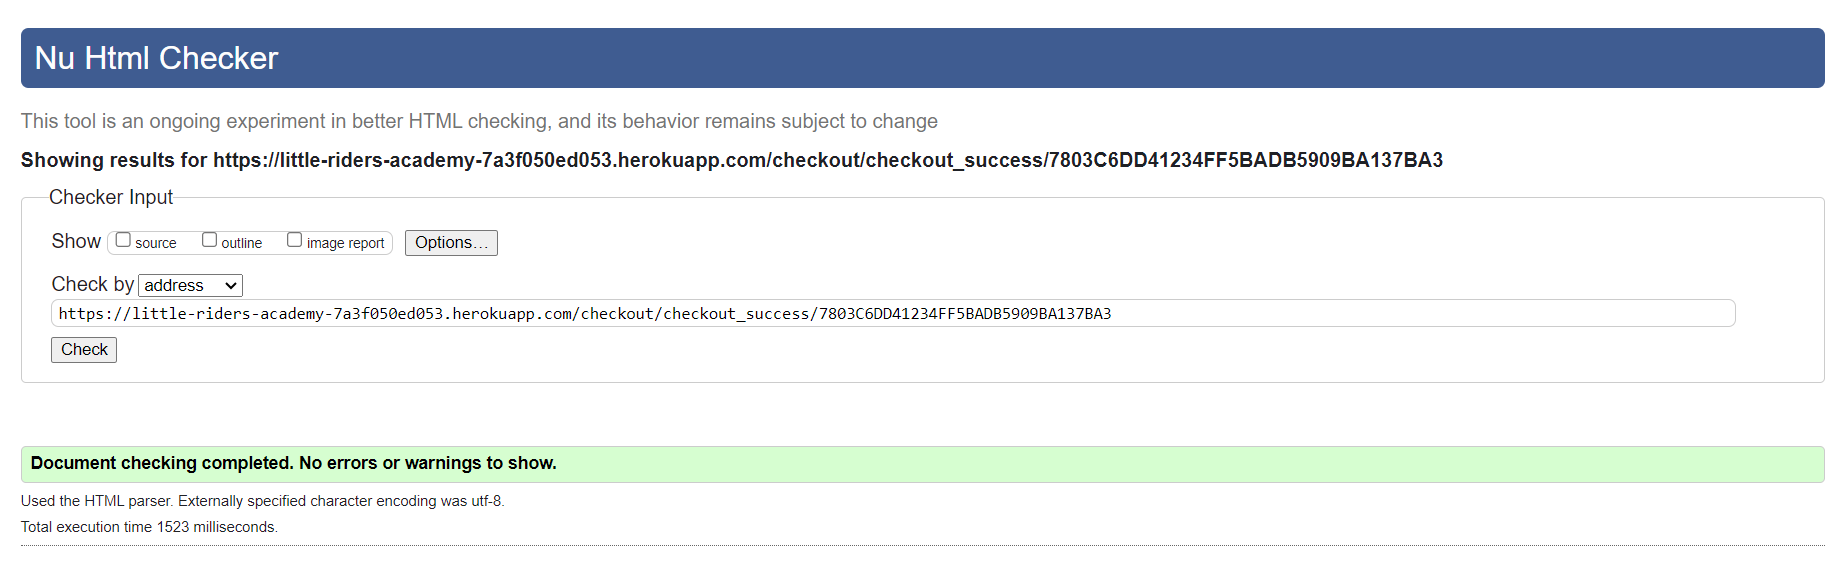 Nu Html Checker
This tool is an ongoing experiment in better HTML checking, and its behavior remains subject to change
Showing results for https://little-riders-academy-7a3f050ed053.herokuapp.com/checkout/checkout_success/7803C6DD41234FF5BADB5909BA137BA3
Checker Input
Show source outline image report Options...
Check by address
https://little-riders-academy-7a3f050ed053.herokuapp.com/checkout/checkout_success/7803C6DD41234FF5BADB5909BA137BA3
Check
Document checking completed. No errors or warnings to show.
Used the HTML parser. Externally specified character encoding was utf-8.
Total execution time 1523 milliseconds.